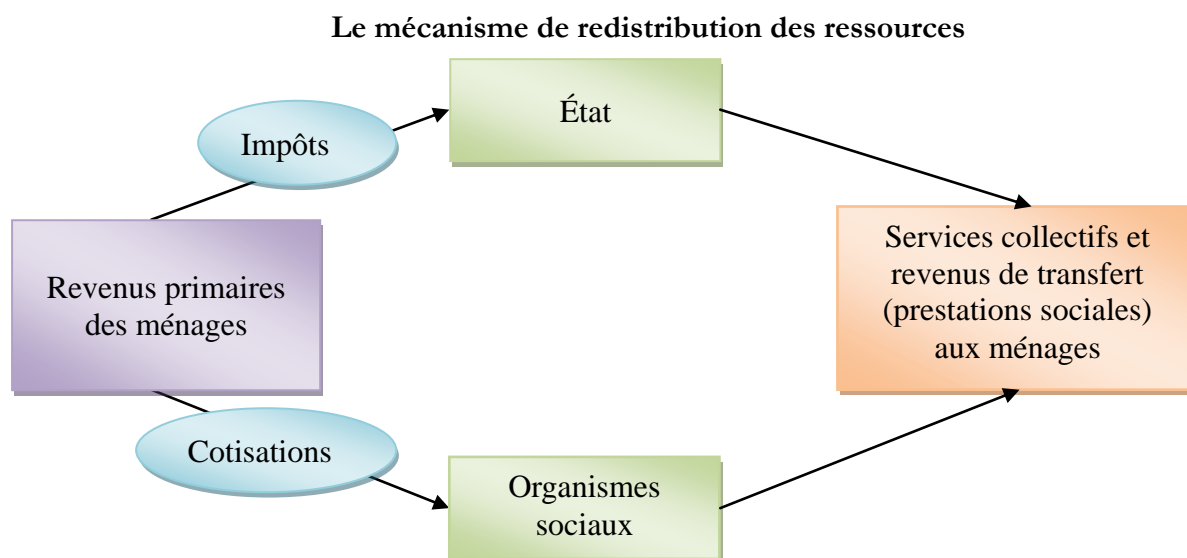 Le mécanisme de redistribution des ressources
État
Impôts
Revenus primaires
des ménages
Services collectifs et
revenus de transfert
(prestations sociales)
aux ménages
Cotisations
Organismes
sociaux